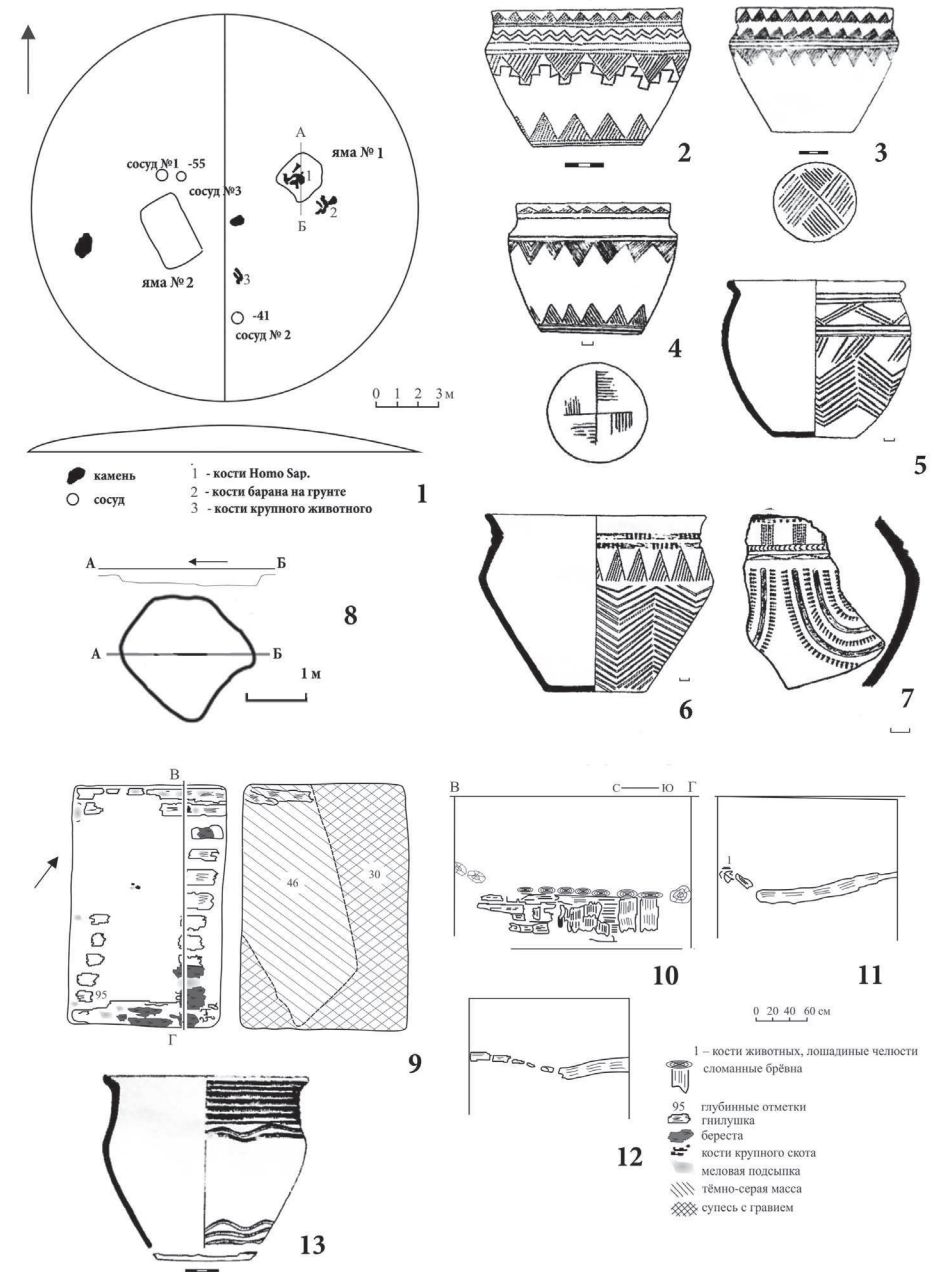 А
яма № 1
сосуд №1 -55
сосуд №3
1
2
Б
яма № 2
3
-41
сосуд № 2
0 1 2 3 м
камень
сосуд
1 - кости Homo Sap.
2 - кости барана на грунте
3 - кости крупного животного
1
2
3
4
5
6
7
А Б
8
А Б
1 м
В
46
30
95
Г
9
В С Ю Г
10
1
11
12
0 20 40 60 см
1 – кости животных, лошадиные челюсти
сломанные брёвна
95 глубинные отметки
гнилушка
береста
кости крупного скота
меловая подсыпка
тёмно-серая масса
супесь с гравием
13